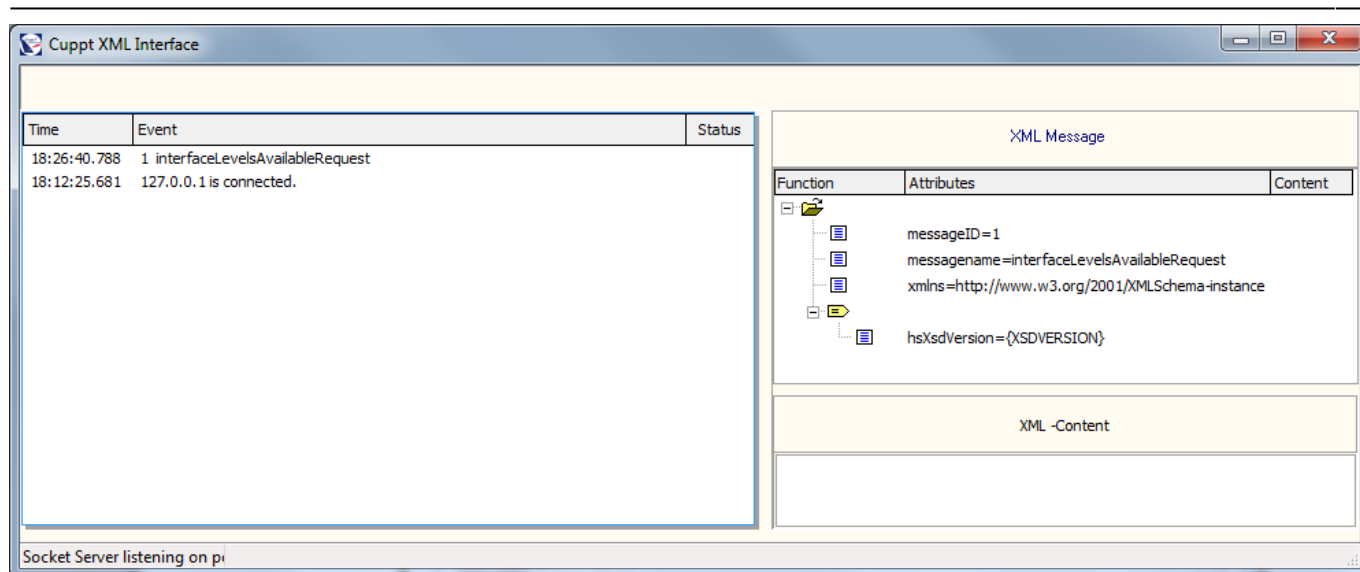 Cuppt XML Interface
Time Event Status
18:26:40.788 1 interfaceLevelsAvailableRequest
18:12:25.681 127.0.0.1 is connected.
XML Message
Function Attributes Content
messageID=1
messagename=interfaceLevelsAvailableRequest
xmlns=http://www.w3.org/2001/XMLSchema-instance
hsXsdVersion={XSDVERSION}
XML -Content
Socket Server listening on